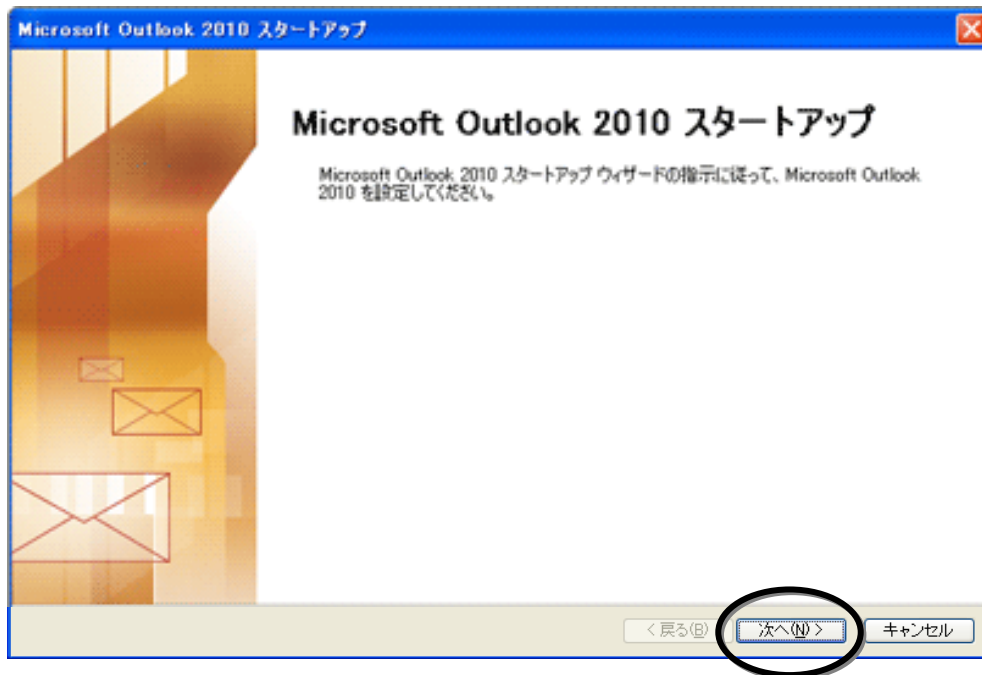 Microsoft Outlook 2010 スタートアップ
Microsoft Outlook 2010 スタートアップ
Microsoft Outlook 2010 スタートアップ ウィザードの指示に従って、Microsoft Outlook
2010 を設定してください。
< 戻る(B) 次へ(N) > キャンセル